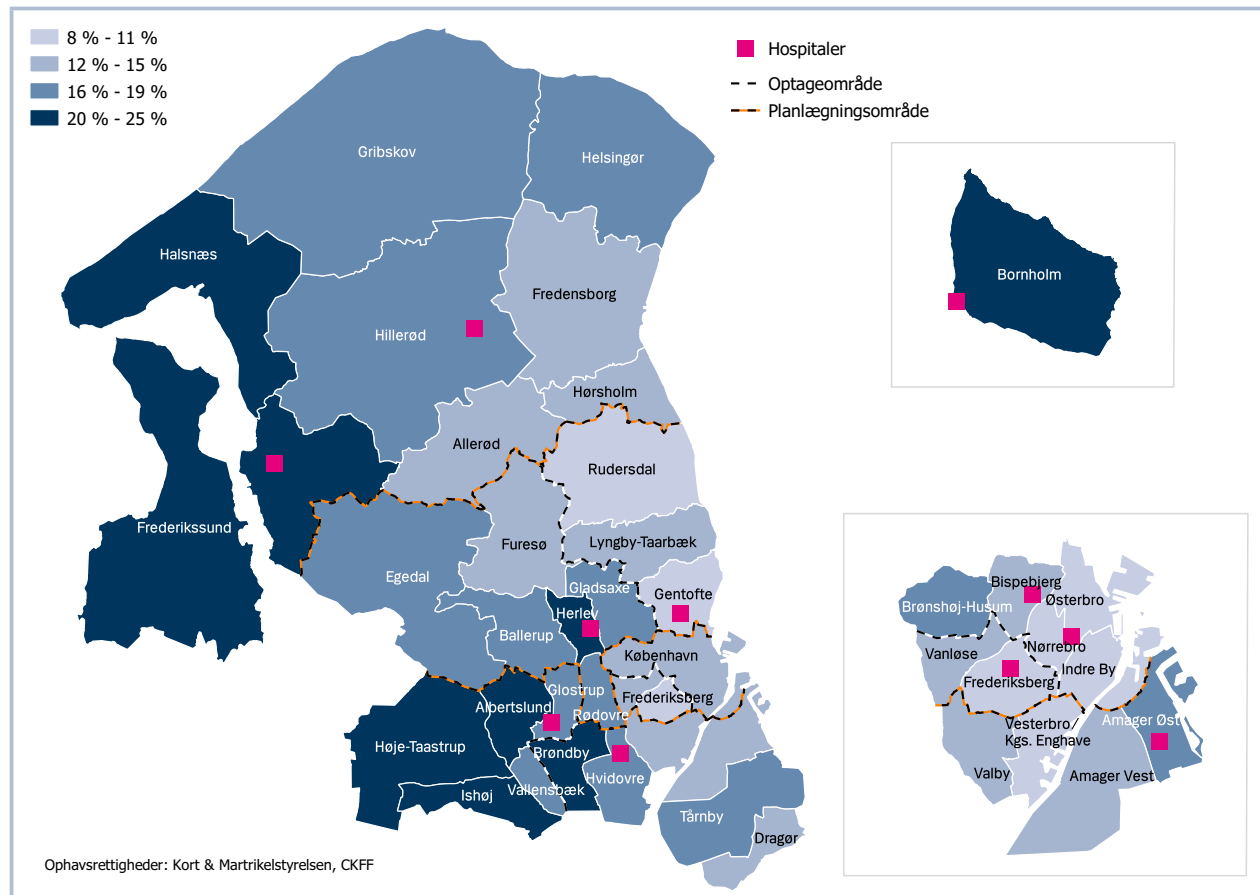 8 % - 11 %
12 % - 15 %
16 % - 19 %
20 % - 25 %
Hospitaler
Optageområde
Planlægningsområde
Gribskov
Helsingør
Halsnæs
Fredensborg
Hillerød
Hørsholm
Allerød
Rudersdal
Frederikssund
Furesø
Lyngby-Taarbæk
Egedal
Gladsaxe
Gentofte
Herlev
Ballerup
København
Glostrup
Frederiksberg
Albertslund
Rødovre
Høje-Taastrup
Brøndby
Hvidovre
Vallensbæk
Ishøj
Tårnby
Dragør
Bornholm
Bispebjerg
Brønshøj-Husum
Østerbro
Nørrebro
Vanløse
Indre By
Frederiksberg
Vesterbro/
Kgs. Enghave
Amager Øst
Valby
Amager Vest
Ophavsrettigheder: Kort & Martrikelstyrelsen, CKFF